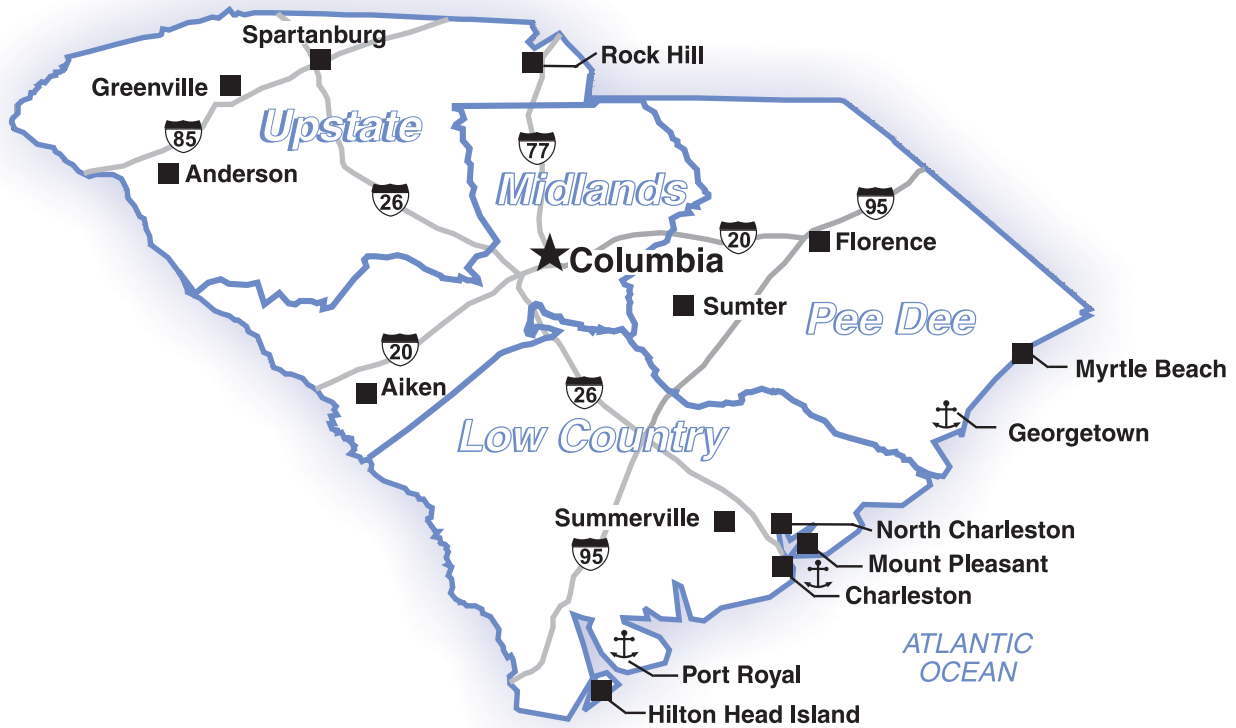 Spartanburg
Rock Hill
Greenville
Upstate
85
77
Anderson
Midlands
26
95
20
Florence
Columbia
Sumter
Pee Dee
20
Myrtle Beach
Aiken
26
Low Country
Georgetown
Summerville
North Charleston
95
Mount Pleasant
Charleston
ATLANTIC
OCEAN
Port Royal
Hilton Head Island